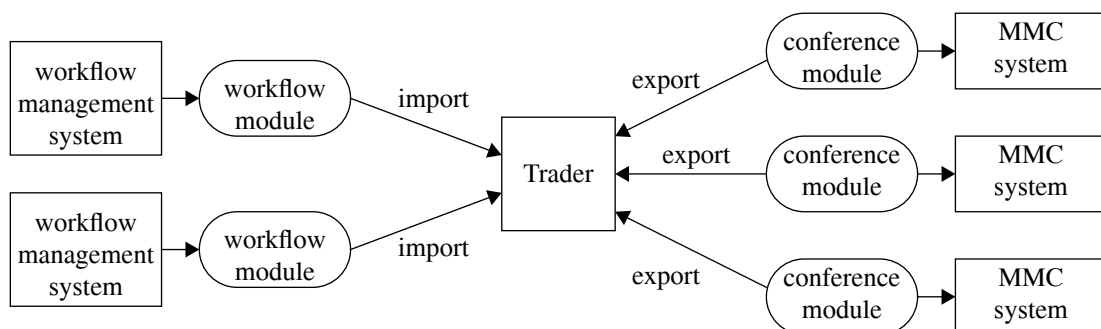 workflow
management
system
workflow
module
import
workflow
management
system
workflow
module
import
Trader
export
conference
module
MMC
system
export
conference
module
MMC
system
export
conference
module
MMC
system